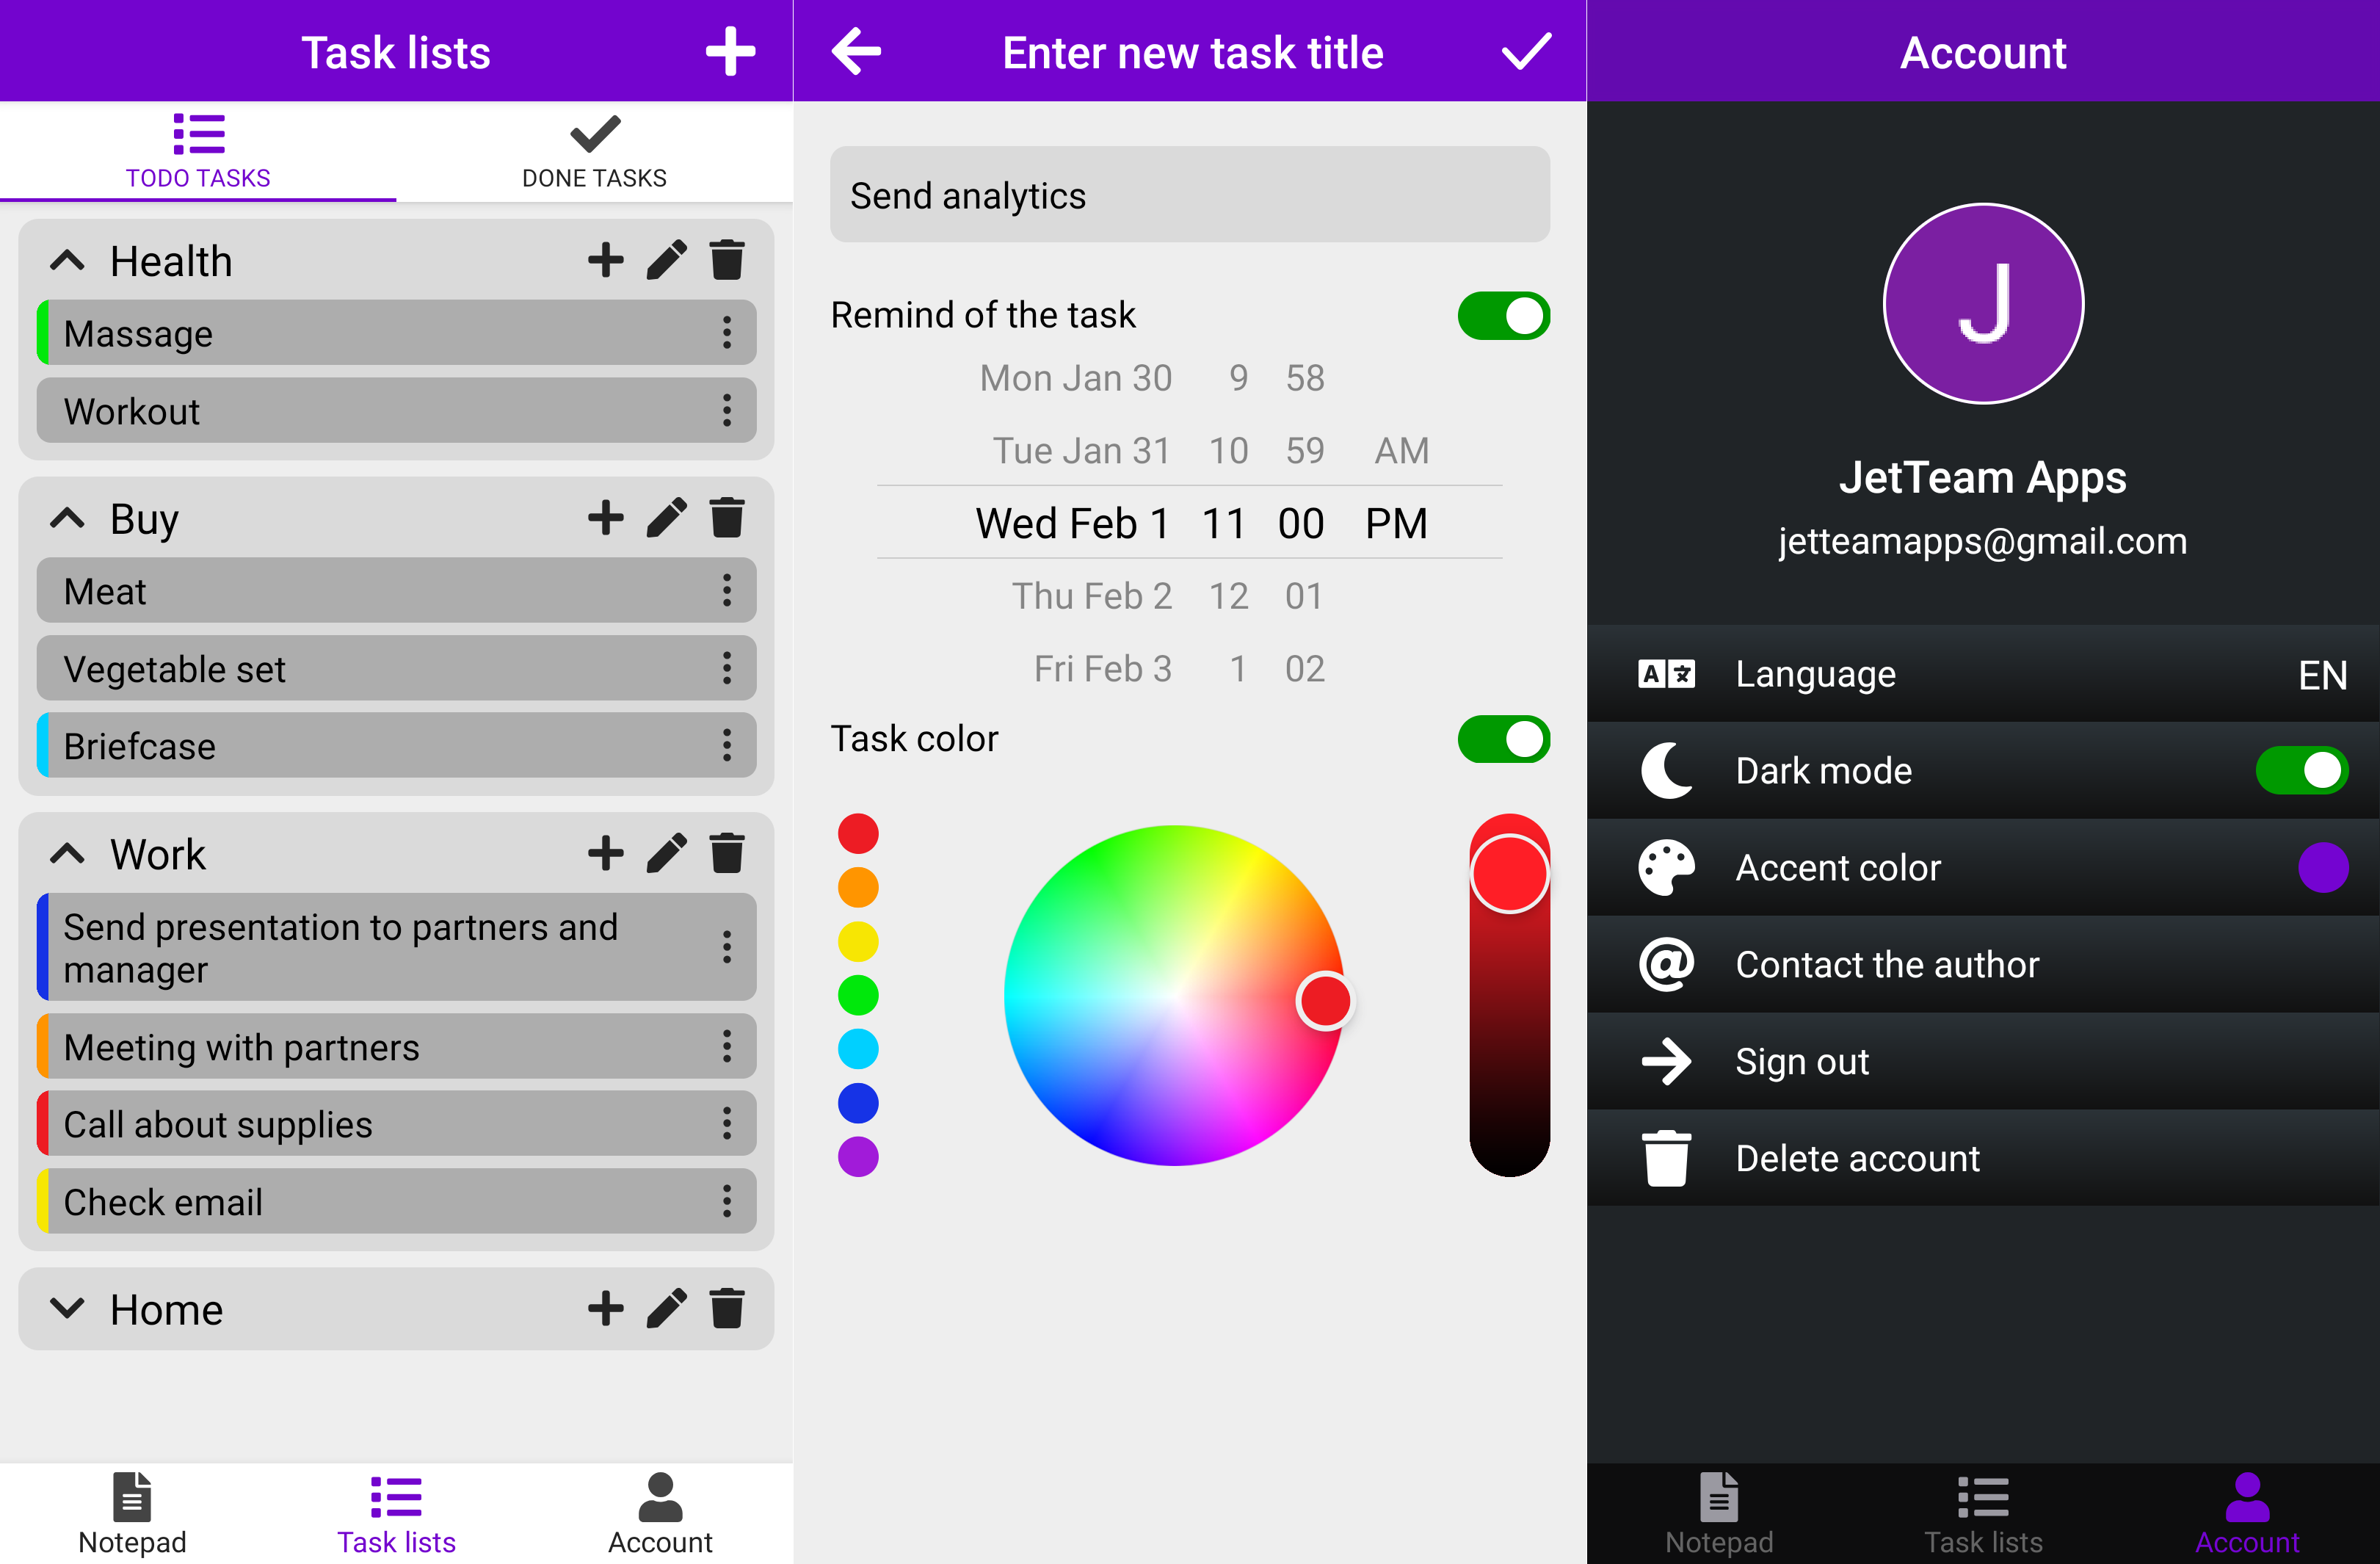 Task lists
TODO TASKS
DONE TASKS
Health
Massage
Workout
Buy
Meat
Vegetable set
Briefcase
Work
Send presentation to partners and
manager
Meeting with partners
Call about supplies
Check email
Home
Notepad
Task lists
Account
Enter new task title
Send analytics
Remind of the task
Mon Jan 30 9 58
Tue Jan 31 10 59 AM
Wed Feb 1 11 00 PM
Thu Feb 2 12 01
Fri Feb 3 1 02
Task color
Account
J
JetTeam Apps
jetteamapps@gmail.com
A 文
Language EN
Dark mode
Accent color
@
Contact the author
Sign out
Delete account
Notepad
Task lists
Account